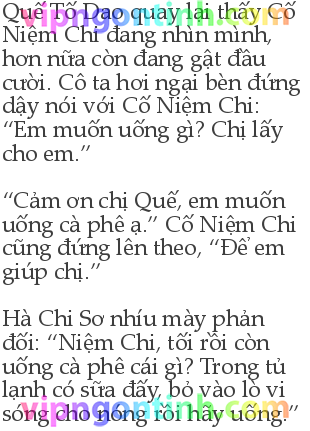 Quế Tố Dao quay lại thấy Cố
Niệm Chi đang nhìn mình,
hơn nữa còn đang gật đầu
cười. Cô ta hơi ngại bèn đứng
dậy nói với Cố Niệm Chi:
“Em muốn uống gì? Chị lấy
cho em.”
“Cảm ơn chị Quế, em muốn
uống cà phê ạ.” Cố Niệm Chi
cũng đứng lên theo, “Để em
giúp chị.”
Hà Chi Sơ nhíu mày phản
đối: “Niệm Chi, tối rồi còn
uống cà phê cái gì? Trong tủ
lạnh có sữa đấy, bỏ vào lò vi
sóng cho nóng rồi hãy uống.”
vipngontinh.com
vipngontinh.com